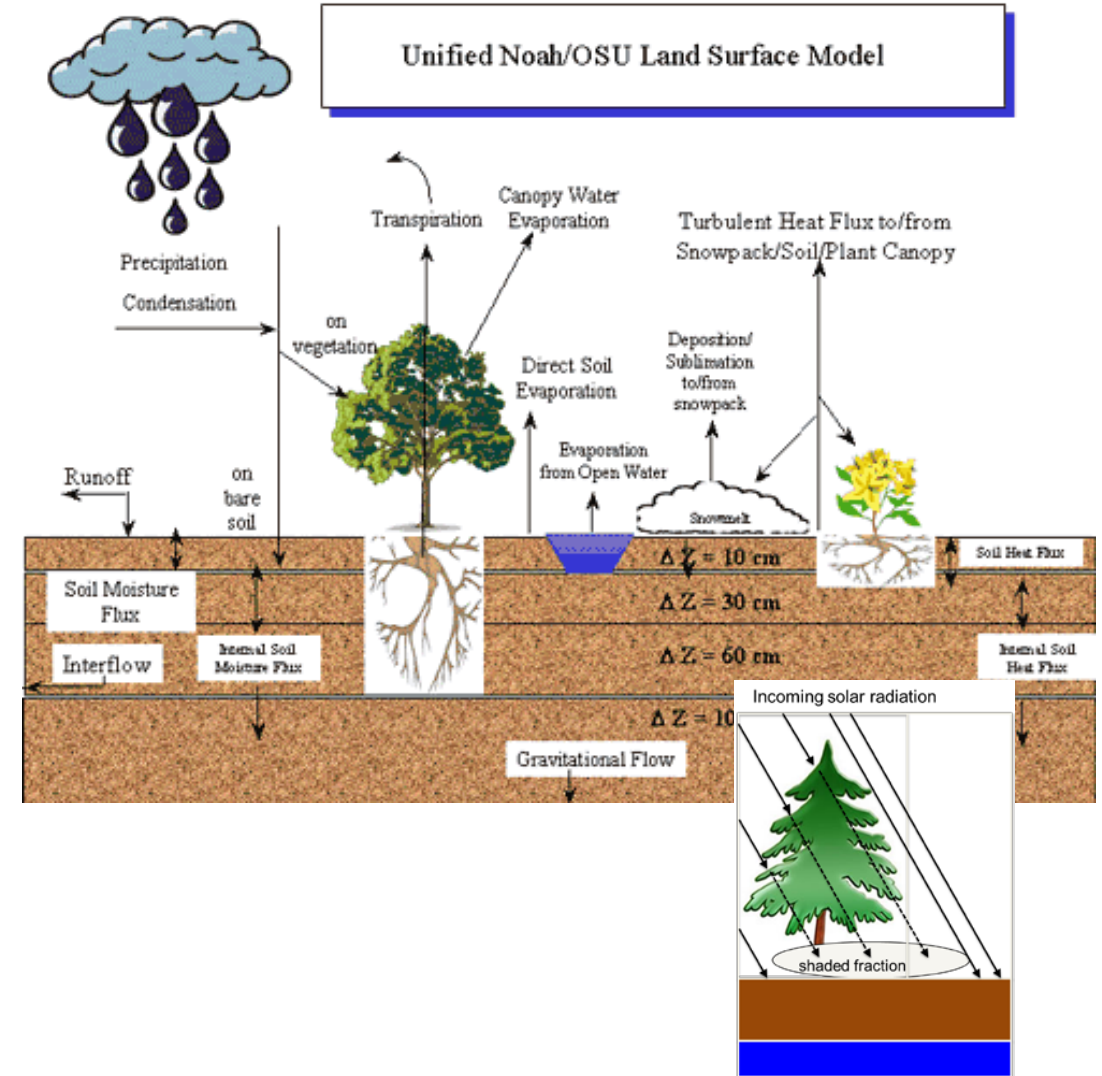 Unified Noah/OSU Land Surface Model
Canopy Water
Evaporation
Transpiration
Turbulent Heat Flux to/from
Snowpack/Soil/Plant Canopy
Precipitation
Condensation
on
vegetation
Deposition/
Sublimation
to/from
snowpack
Direct Soil
Evaporation
Evaporation
from Open Water
Runoff
on
bare
soil
Snowmelt
Δ Z = 10 cm
Soil Heat Flux
Soil Moisture
Flux
Δ Z = 30 cm
Interflow
Internal Soil
Moisture Flux
Δ Z = 60 cm
Internal Soil
Heat Flux
Δ Z = 10
Gravitational Flow
Incoming solar radiation
shaded fraction